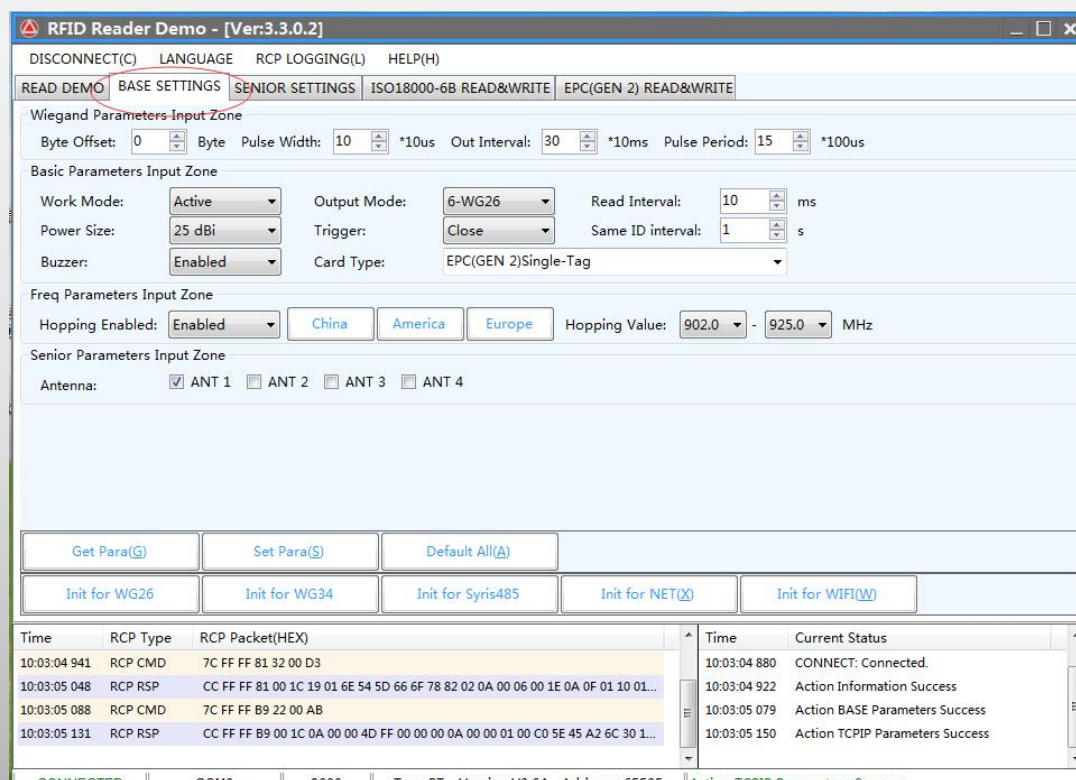 RFID Reader Demo - [Ver:3.3.0.2]
DISCONNECT(C) LANGUAGE RCP LOGGING(L) HELP(H)
READ DEMO BASE SETTINGS SENIOR SETTINGS ISO18000-6B READ&WRITE EPC(GEN 2) READ&WRITE
Wiegand Parameters Input Zone
Byte Offset: 0 Byte Pulse Width: 10 *10us Out Interval: 30 *10ms Pulse Period: 15 *100us
Basic Parameters Input Zone
Work Mode: Active Output Mode: 6-WG26 Read Interval: 10 ms
Power Size: 25 dBi Trigger: Close Same ID interval: 1 s
Buzzer: Enabled Card Type: EPC(GEN 2)Single-Tag
Freq Parameters Input Zone
Hopping Enabled: Enabled China America Europe Hopping Value: 902.0 - 925.0 MHz
Senior Parameters Input Zone
Antenna: ANT 1 ANT 2 ANT 3 ANT 4
Get Para(G) Set Para(S) Default All(A)
Init for WG26 Init for WG34 Init for Syris485 Init for NET(X) Init for WIFI(W)
Time RCP Type RCP Packet(HEX) Time Current Status
10:03:04 941 RCP CMD 7C FF FF 81 32 00 D3 10:03:04 880 CONNECT: Connected.
10:03:05 048 RCP RSP CC FF FF 81 00 1C 19 01 6E 54 5D 66 6F 78 82 02 0A 00 06 00 1E 0A 0F 01 10 01... 10:03:04 922 Action Information Success
10:03:05 088 RCP CMD 7C FF FF B9 22 00 AB 10:03:05 079 Action BASE Parameters Success
10:03:05 131 RCP RSP CC FF FF B9 00 1C 0A 00 00 4D FF 00 00 00 0A 00 00 01 00 C0 5E 45 A2 6C 30 1... 10:03:05 150 Action TCPIP Parameters Success